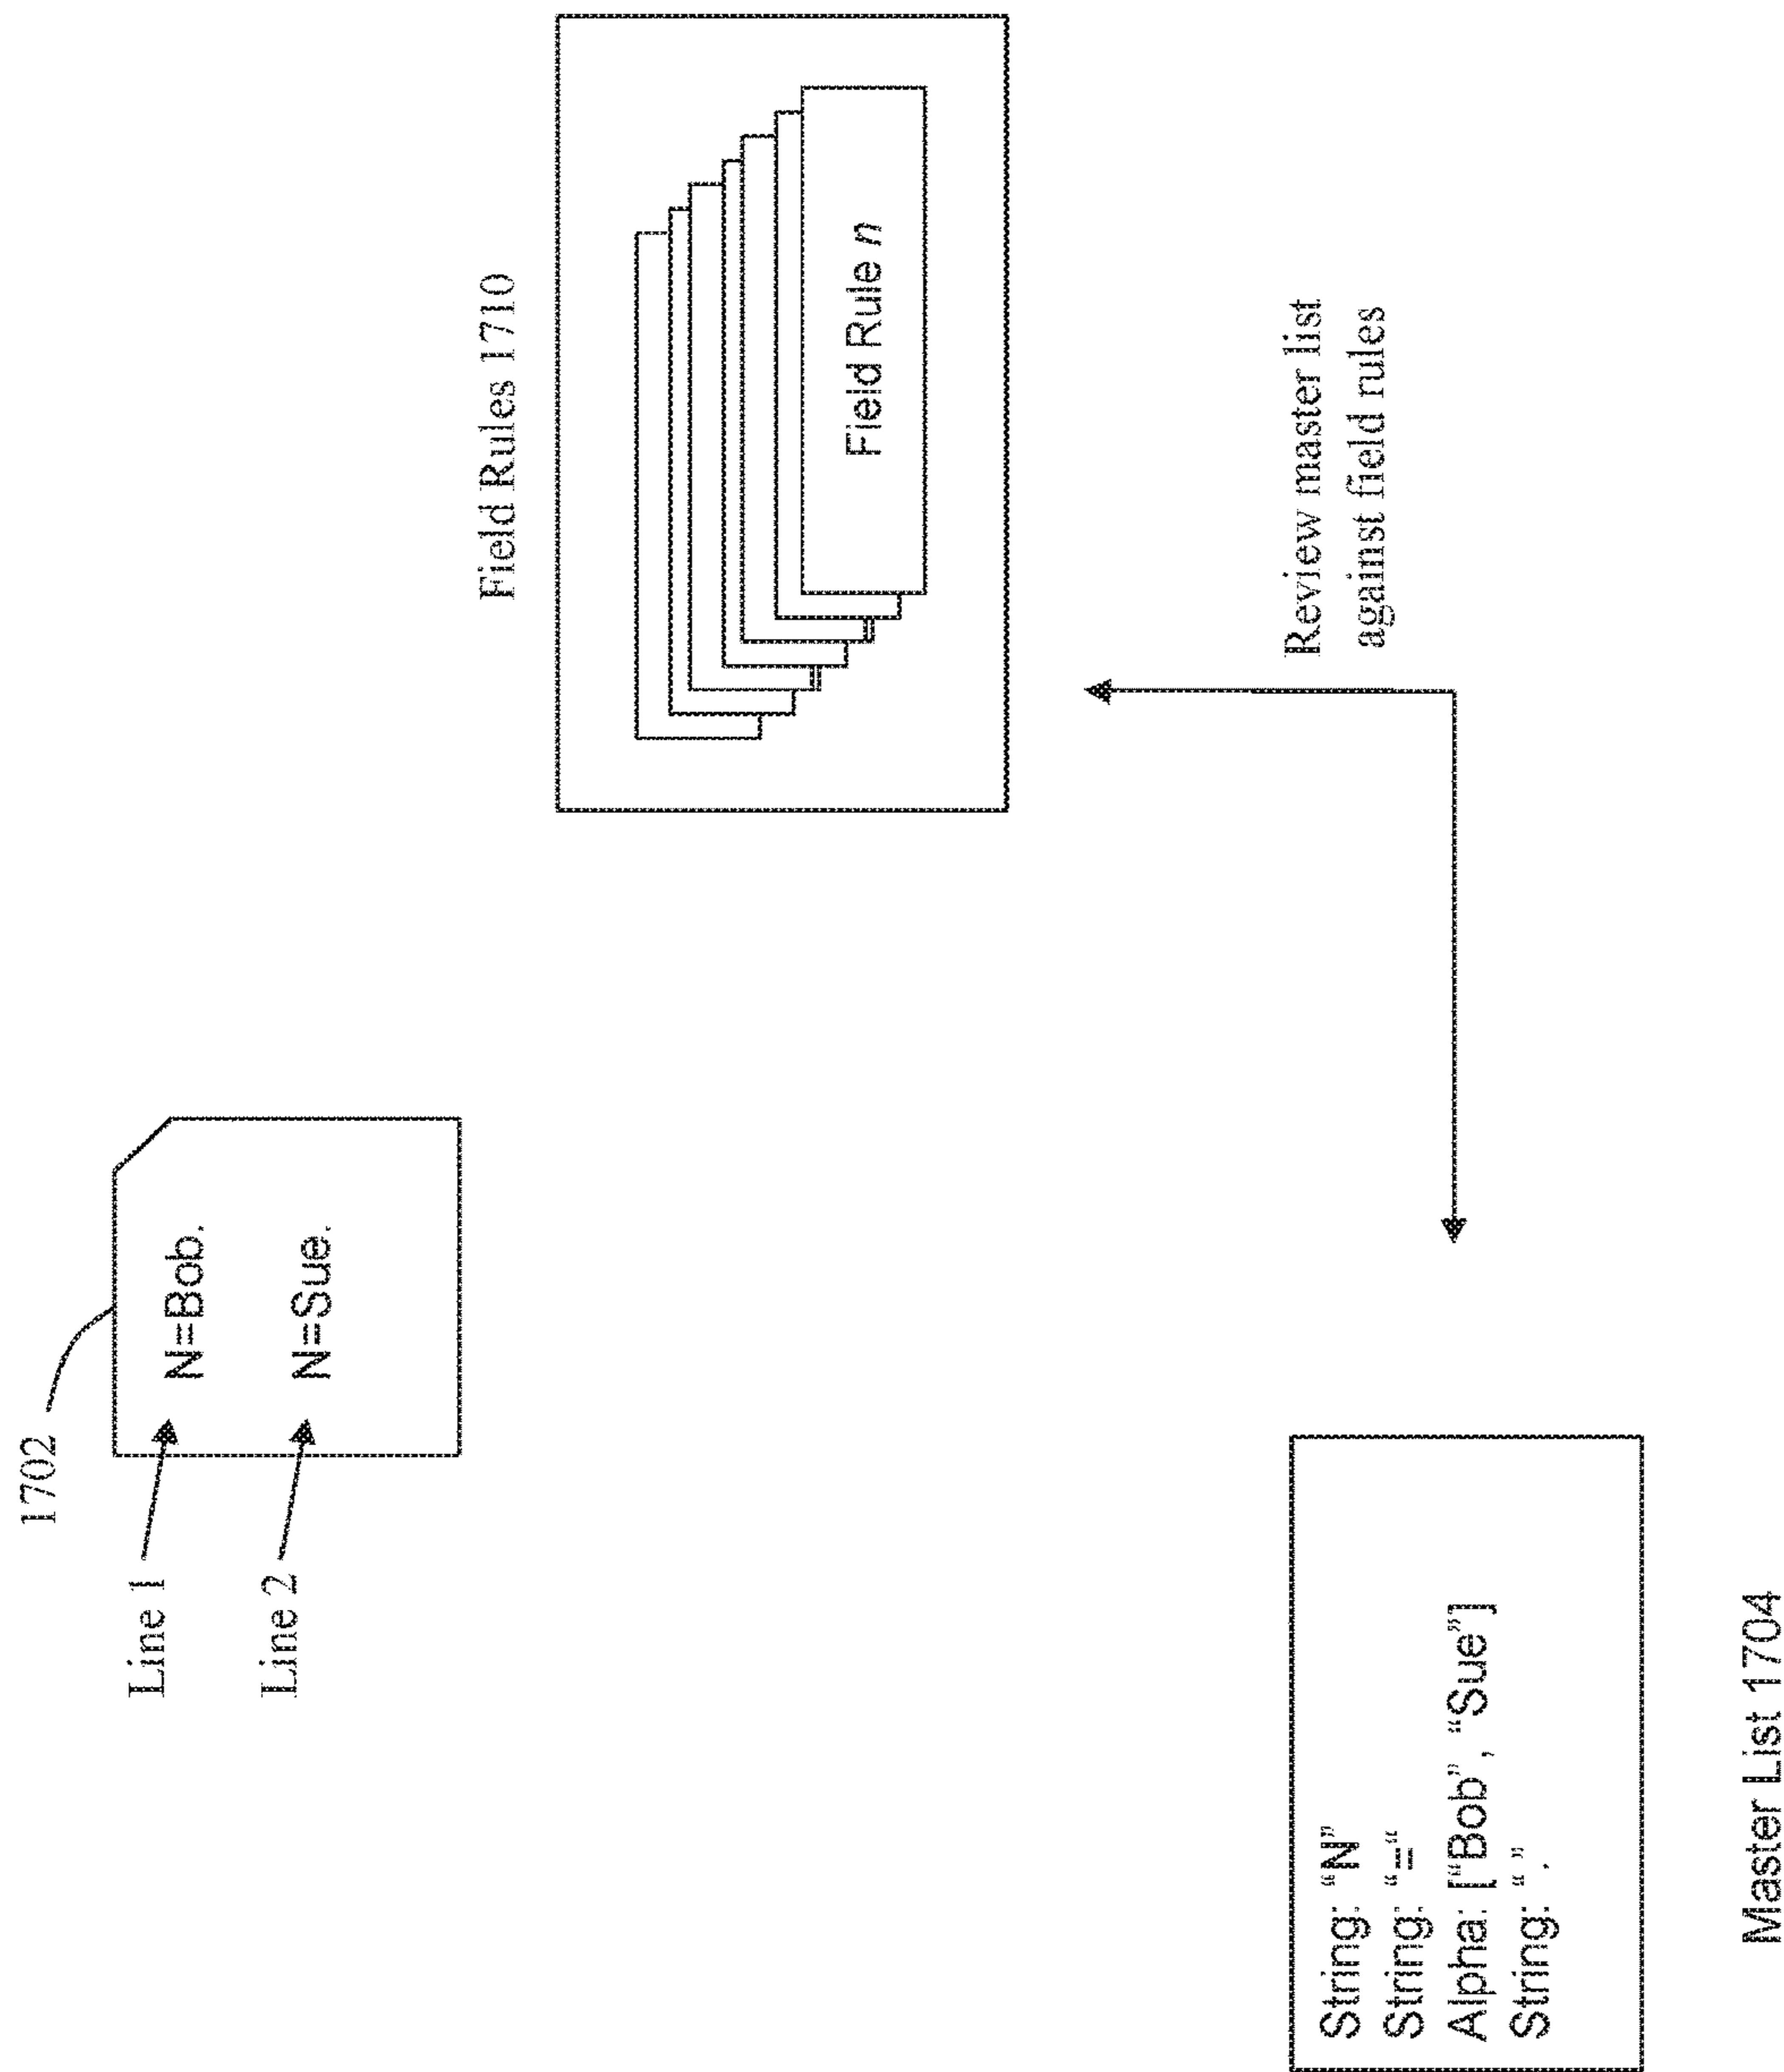 1702
Line 1
N=Bob.
Line 2
N=Sue.
Field Rules 1710
Field Rule n
Review master list
against field rules
String: “N”
String: “=“
Alpha: [“Bob”, “Sue”]
String: “.”
Master List 1704